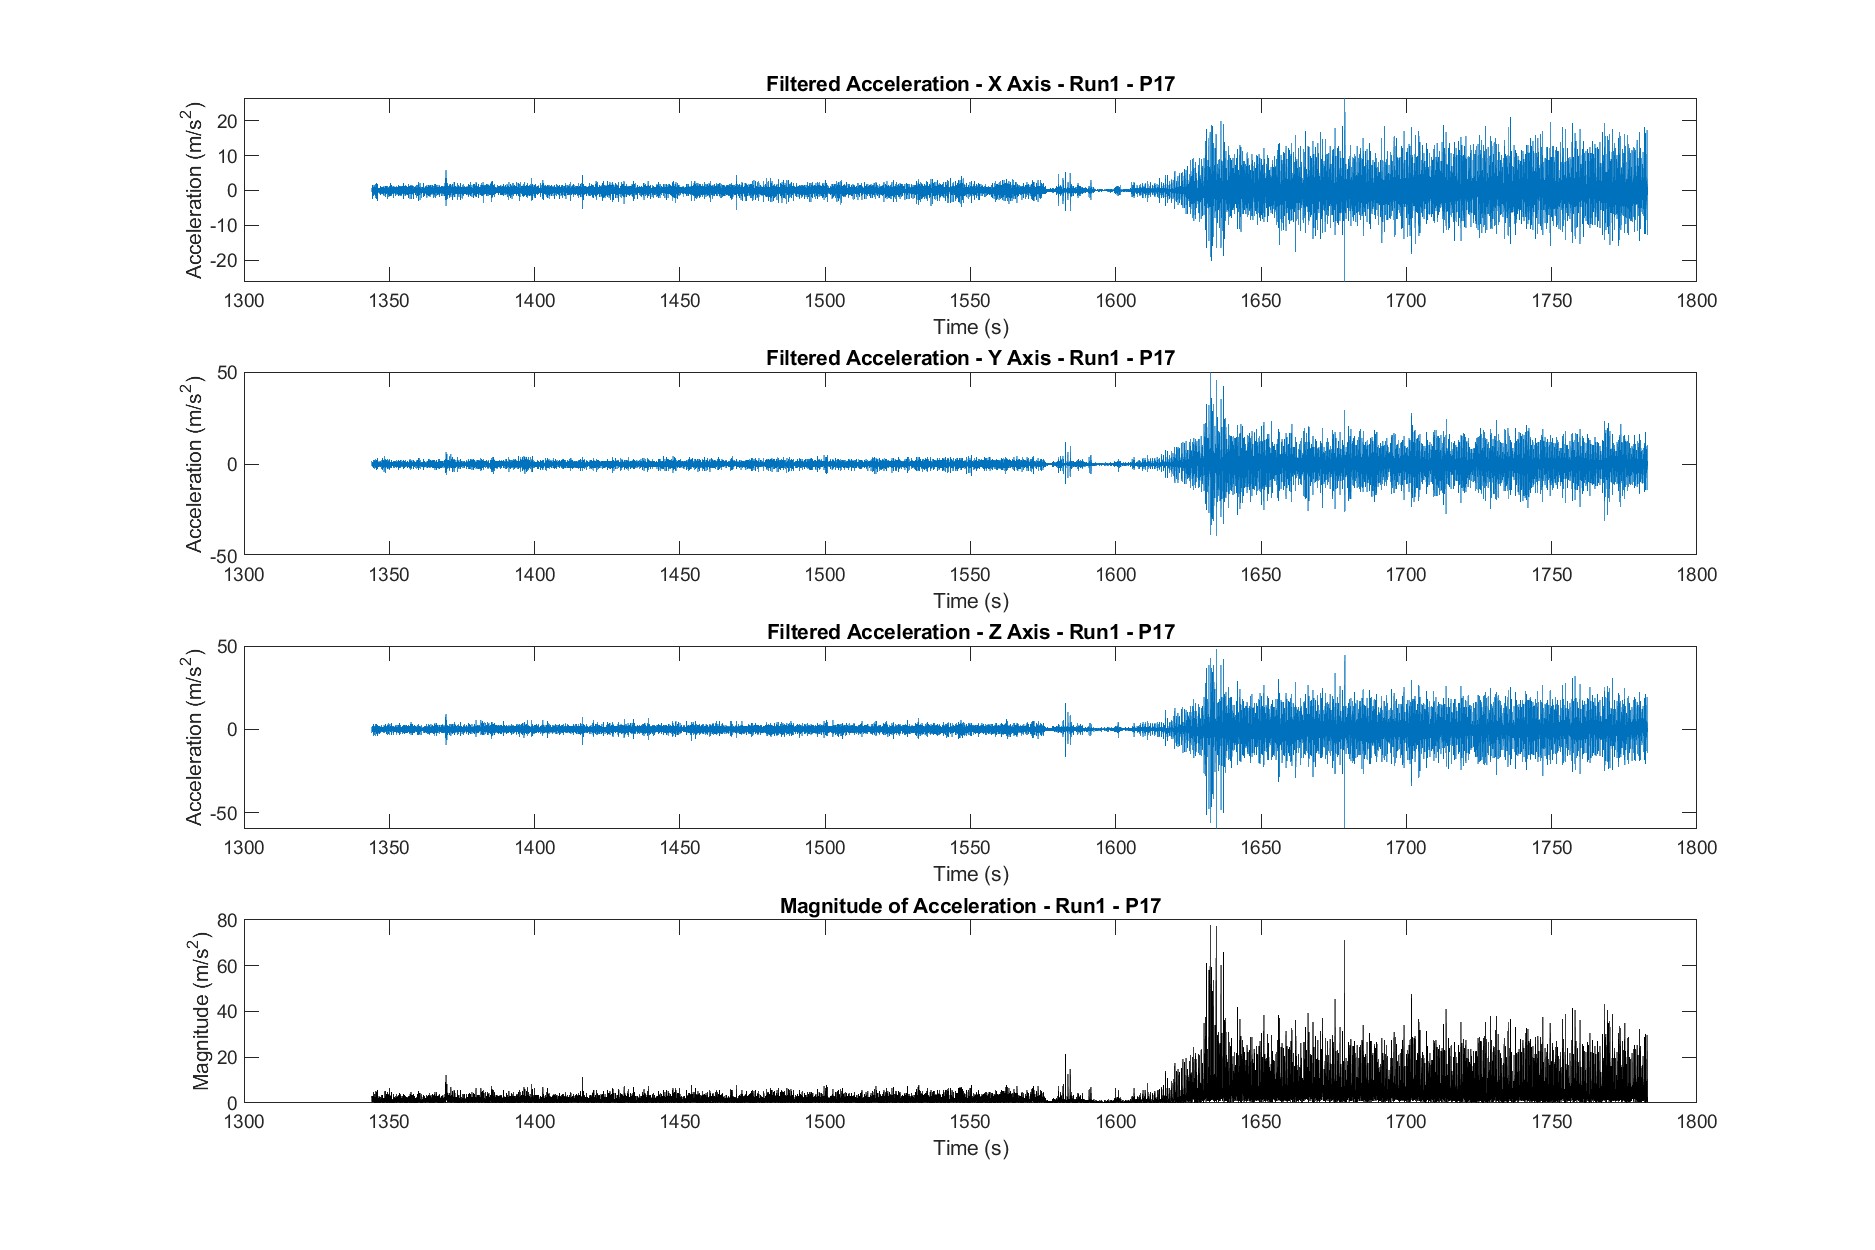 Filtered Acceleration - X Axis - Run1 - P17
Acceleration (m/s²)
20
10
0
-10
-20
1300 1350 1400 1450 1500 1550 1600 1650 1700 1750 1800
Time (s)
Filtered Acceleration - Y Axis - Run1 - P17
Acceleration (m/s²)
50
0
-50
1300 1350 1400 1450 1500 1550 1600 1650 1700 1750 1800
Time (s)
Filtered Acceleration - Z Axis - Run1 - P17
Acceleration (m/s²)
50
0
-50
1300 1350 1400 1450 1500 1550 1600 1650 1700 1750 1800
Time (s)
Magnitude of Acceleration - Run1 - P17
Magnitude (m/s²)
80
60
40
20
0
1300 1350 1400 1450 1500 1550 1600 1650 1700 1750 1800
Time (s)